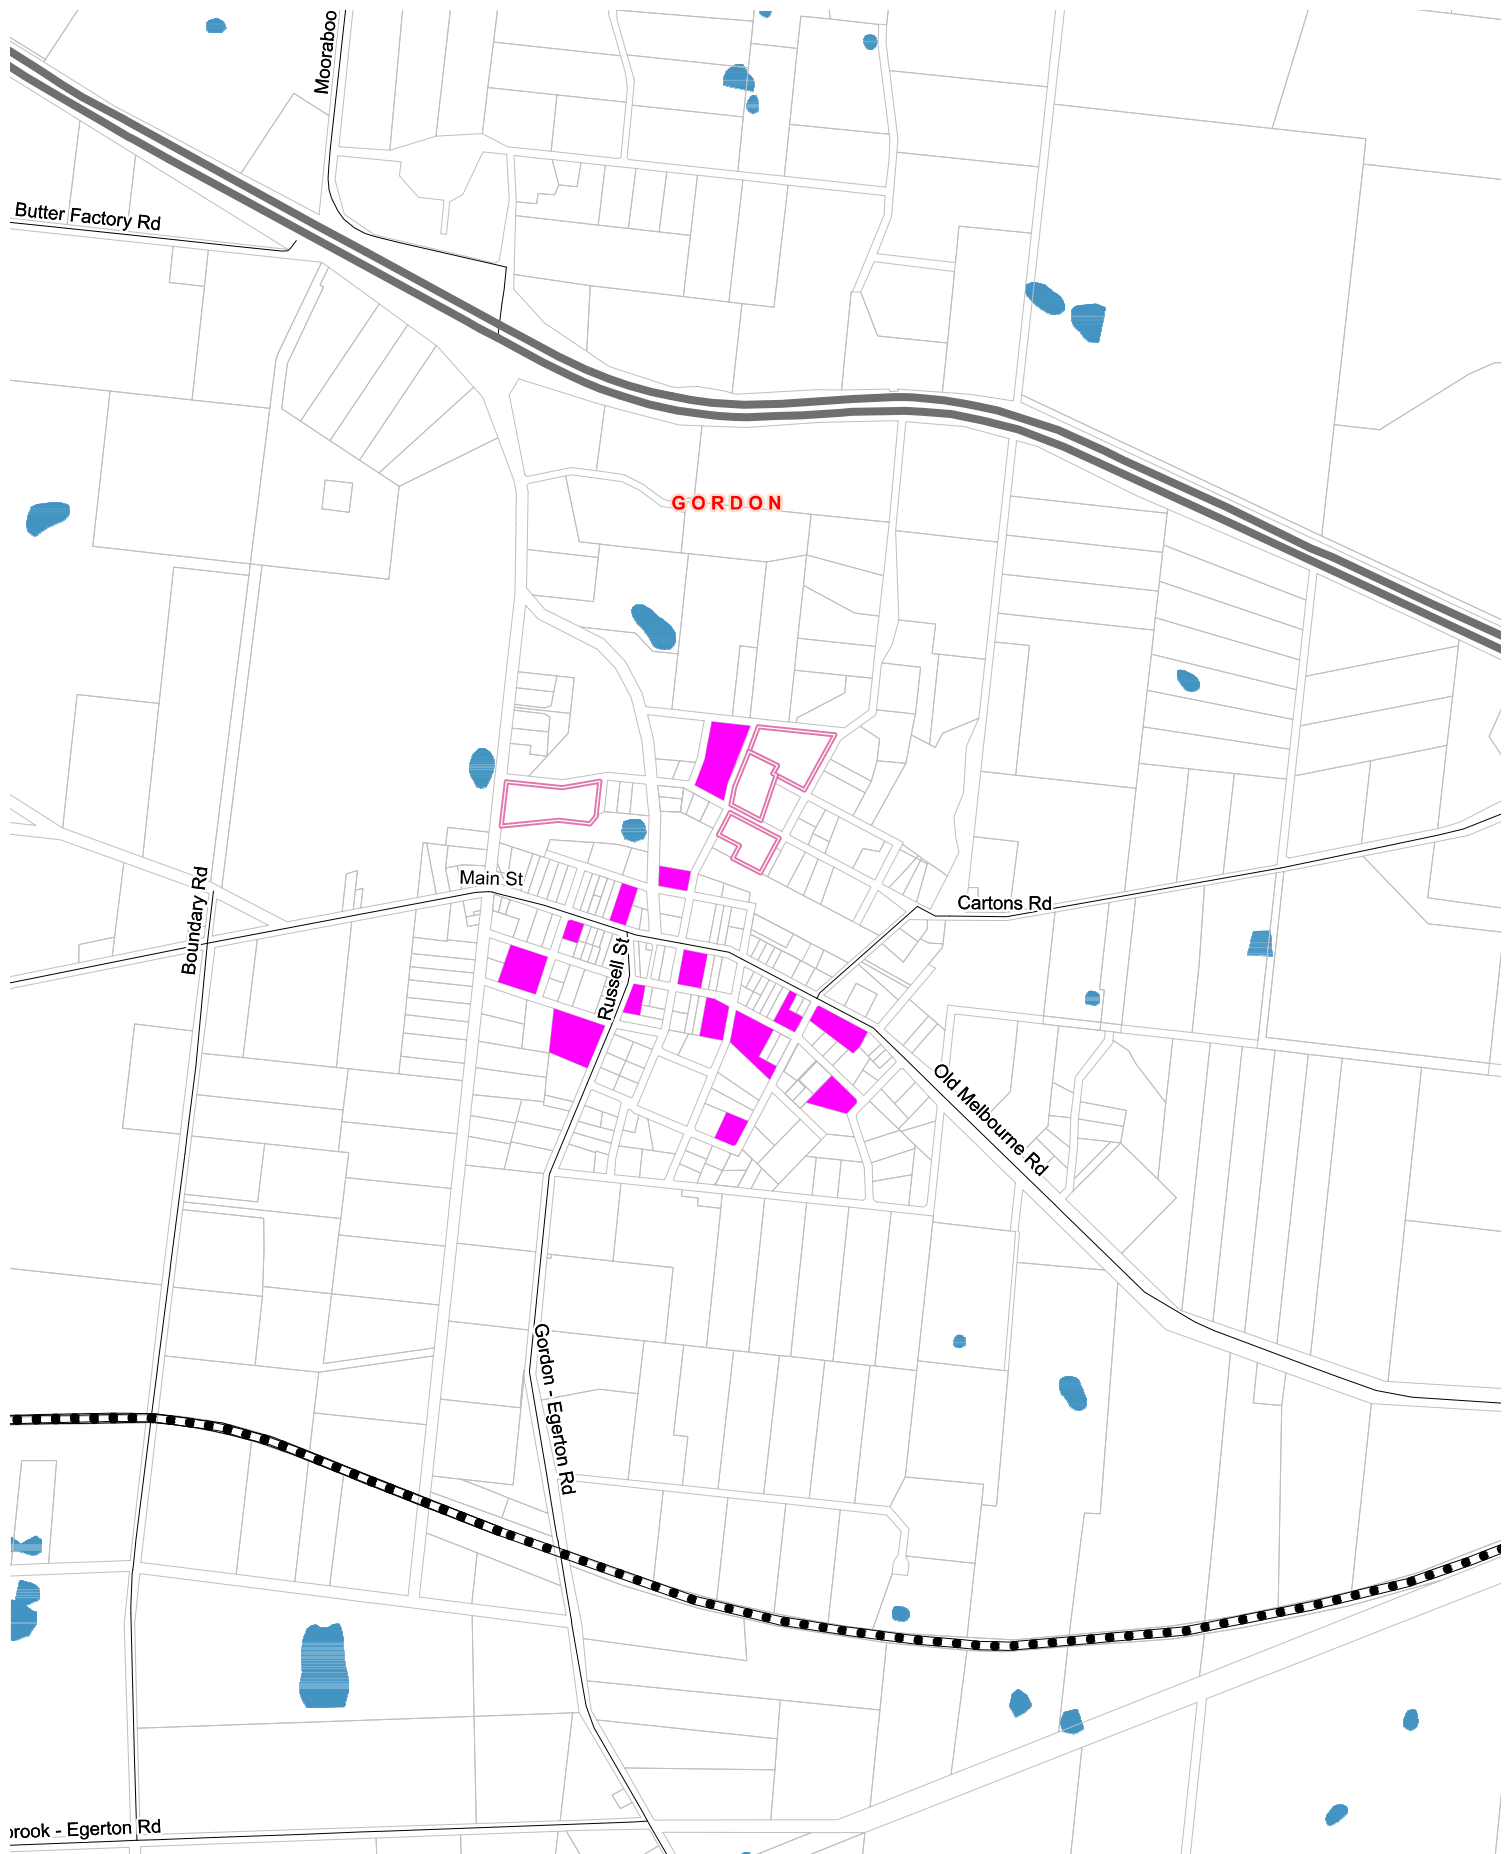 Mooraboo
Butter Factory Rd
GORDON
Main St
Boundary Rd
Cartons Rd
Russell St
Old Melbourne Rd
Gordon - Egerton Rd
brook - Egerton Rd